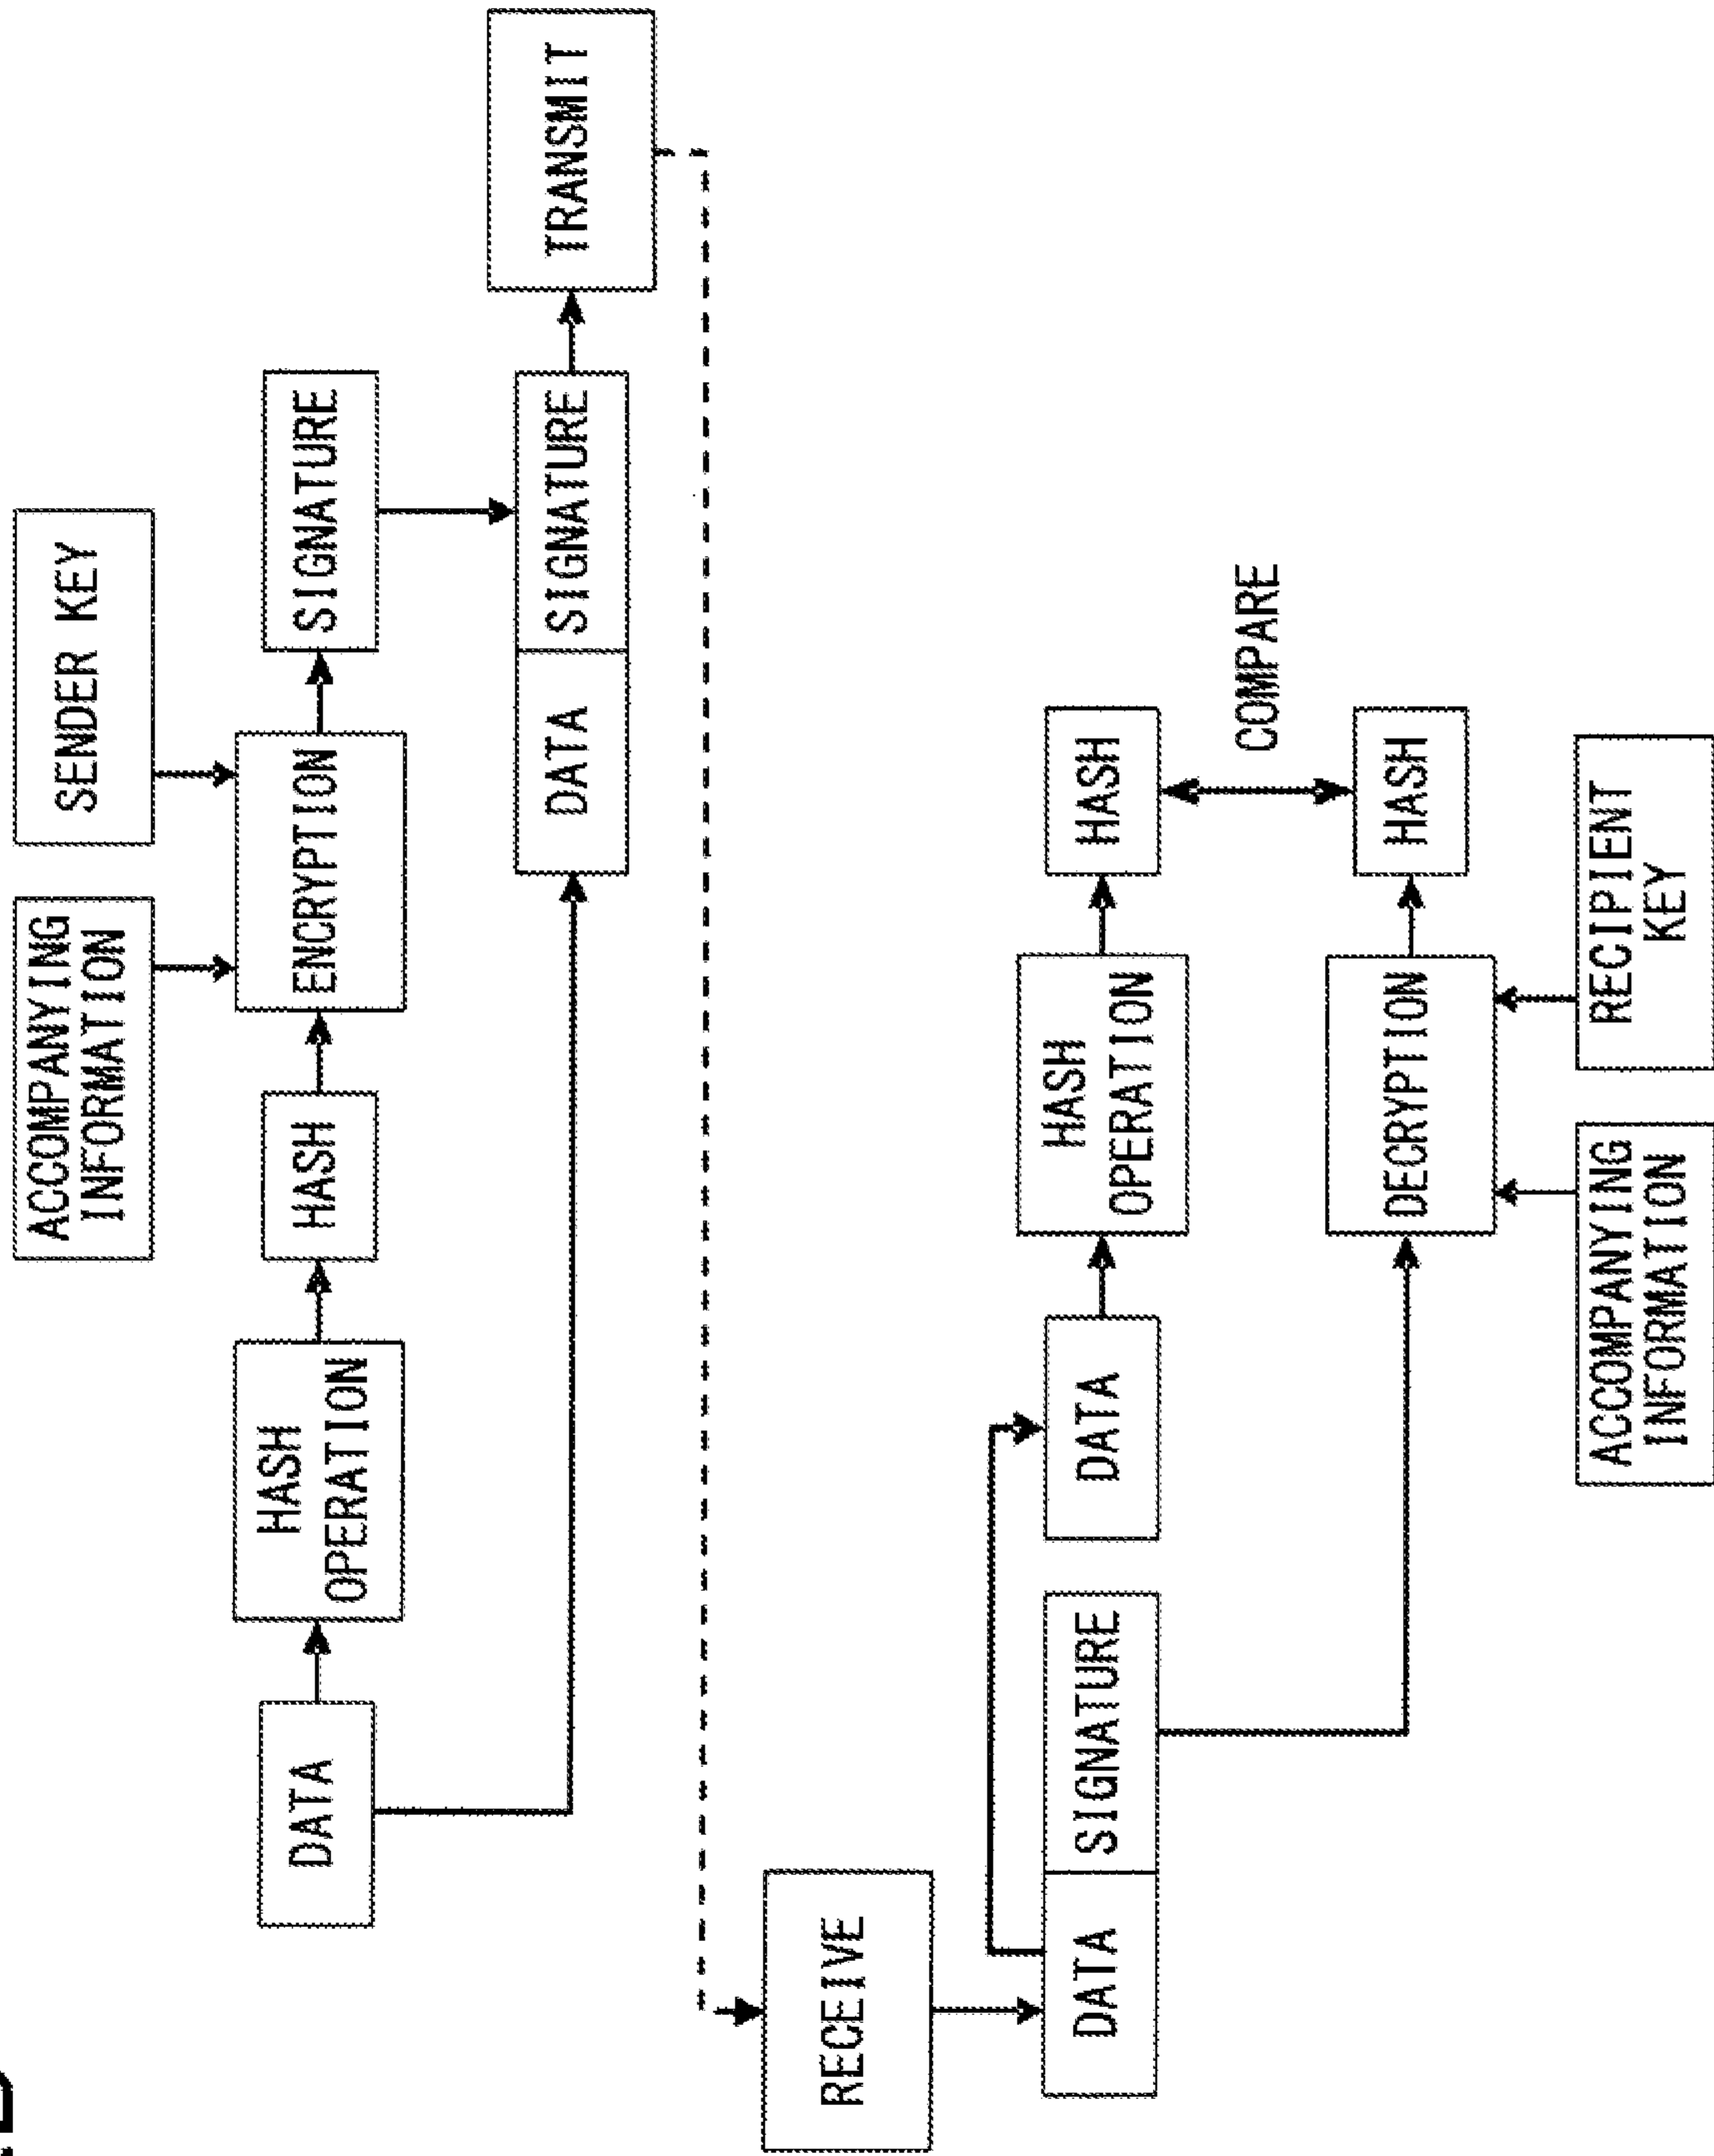 ACCOMPANYING
INFORMATION
SENDER KEY
DATA
HASH
OPERATION
HASH
ENCRYPTION
SIGNATURE
DATA
SIGNATURE
TRANSMIT
RECEIVE
DATA
SIGNATURE
DATA
HASH
OPERATION
HASH
COMPARE
DECRYPTION
HASH
ACCOMPANYING
INFORMATION
RECIPIENT
KEY